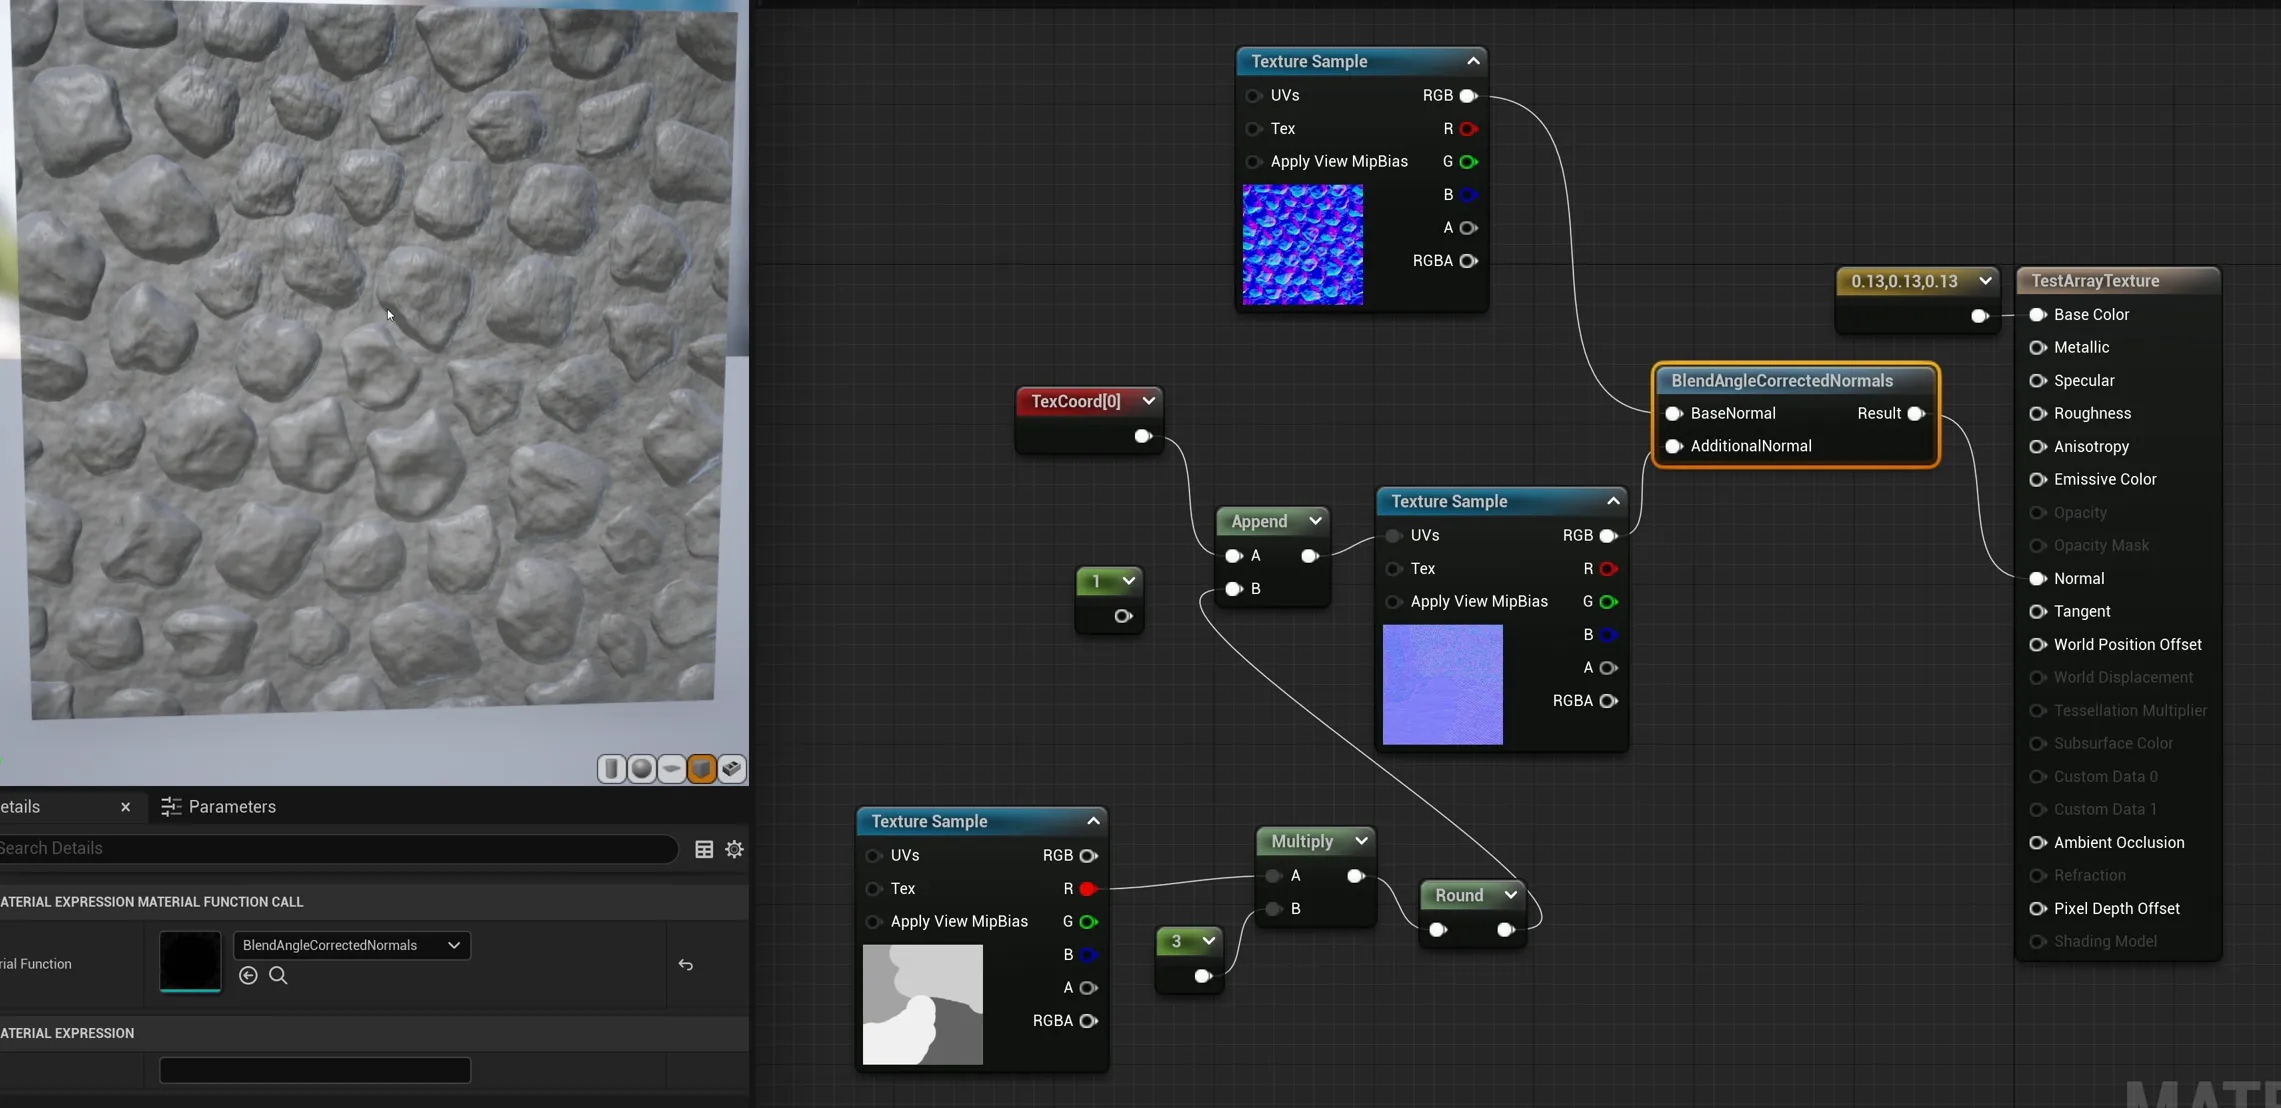 Texture Sample
UVs RGB
Tex R
Apply View MipBias G
B
A
RGBA
0.13,0.13,0.13
TestArrayTexture
Base Color
Metallic
Specular
Roughness
Anisotropy
Emissive Color
Opacity
Opacity Mask
Normal
Tangent
World Position Offset
World Displacement
Tessellation Multiplier
Subsurface Color
Custom Data 0
Custom Data 1
Ambient Occlusion
Refraction
Pixel Depth Offset
Shading Model
BlendAngleCorrectedNormals
BaseNormal Result
AdditionalNormal
TexCoord[0]
Append
A
B
1
Texture Sample
UVs RGB
Tex R
Apply View MipBias G
B
A
RGBA
Texture Sample
UVs RGB
Tex R
Apply View MipBias G
B
A
RGBA
Multiply
A
B
3
Round
etails Parameters
Search Details
ATERIAL EXPRESSION MATERIAL FUNCTION CALL
rial Function BlendAngleCorrectedNormals
ATERIAL EXPRESSION
MATE